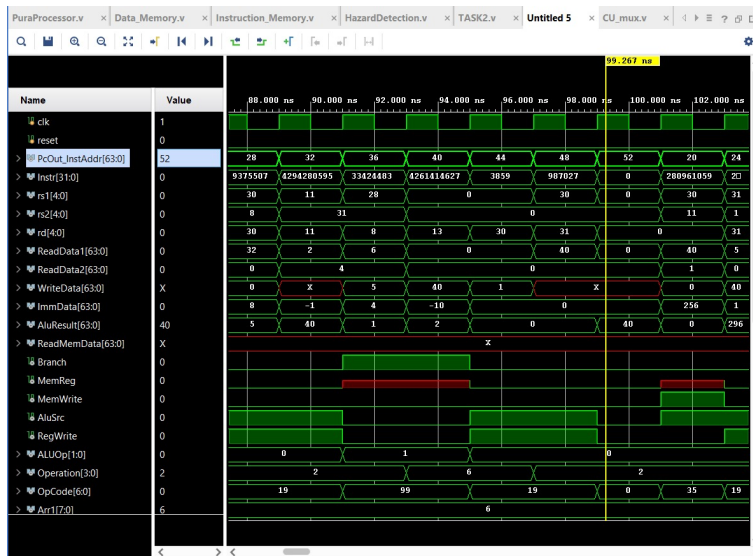 PuraProcessor.v × Data_Memory.v × Instruction_Memory.v × HazardDetection.v × TASK2.v × Untitled 5 × CU_mux.v ×
99.267 ns
Name Value
88.000 ns 90.000 ns 92.000 ns 94.000 ns 96.000 ns 98.000 ns 100.000 ns 102.000 ns
clk 1
reset 0
PcOut_InstAddr[63:0] 52 28 32 36 40 44 48 52 20 24
Instr[31:0] 0 9375507 4294280595 33424483 4261414627 3859 987027 0 280961059 2
rs1[4:0] 0 30 11 28 0 30 0 30 31
rs2[4:0] 0 8 31 0 11 1
rd[4:0] 0 30 11 8 13 30 31 0 31
ReadData1[63:0] 0 32 2 6 0 40 0 40 5
ReadData2[63:0] 0 0 4 0 1 0
WriteData[63:0] X 0 X 5 40 1 X 0 40
ImmData[63:0] 0 8 -1 4 -10 0 256 1
AluResult[63:0] 40 5 40 1 2 0 40 0 296
ReadMemData[63:0] X X
Branch 0
MemReg 0
MemWrite 0
AluSrc 0
RegWrite 0
ALUOp[1:0] 0 0 1 0
Operation[3:0] 2 2 6 2
OpCode[6:0] 0 19 99 19 0 35 19
Arr1[7:0] 6 6